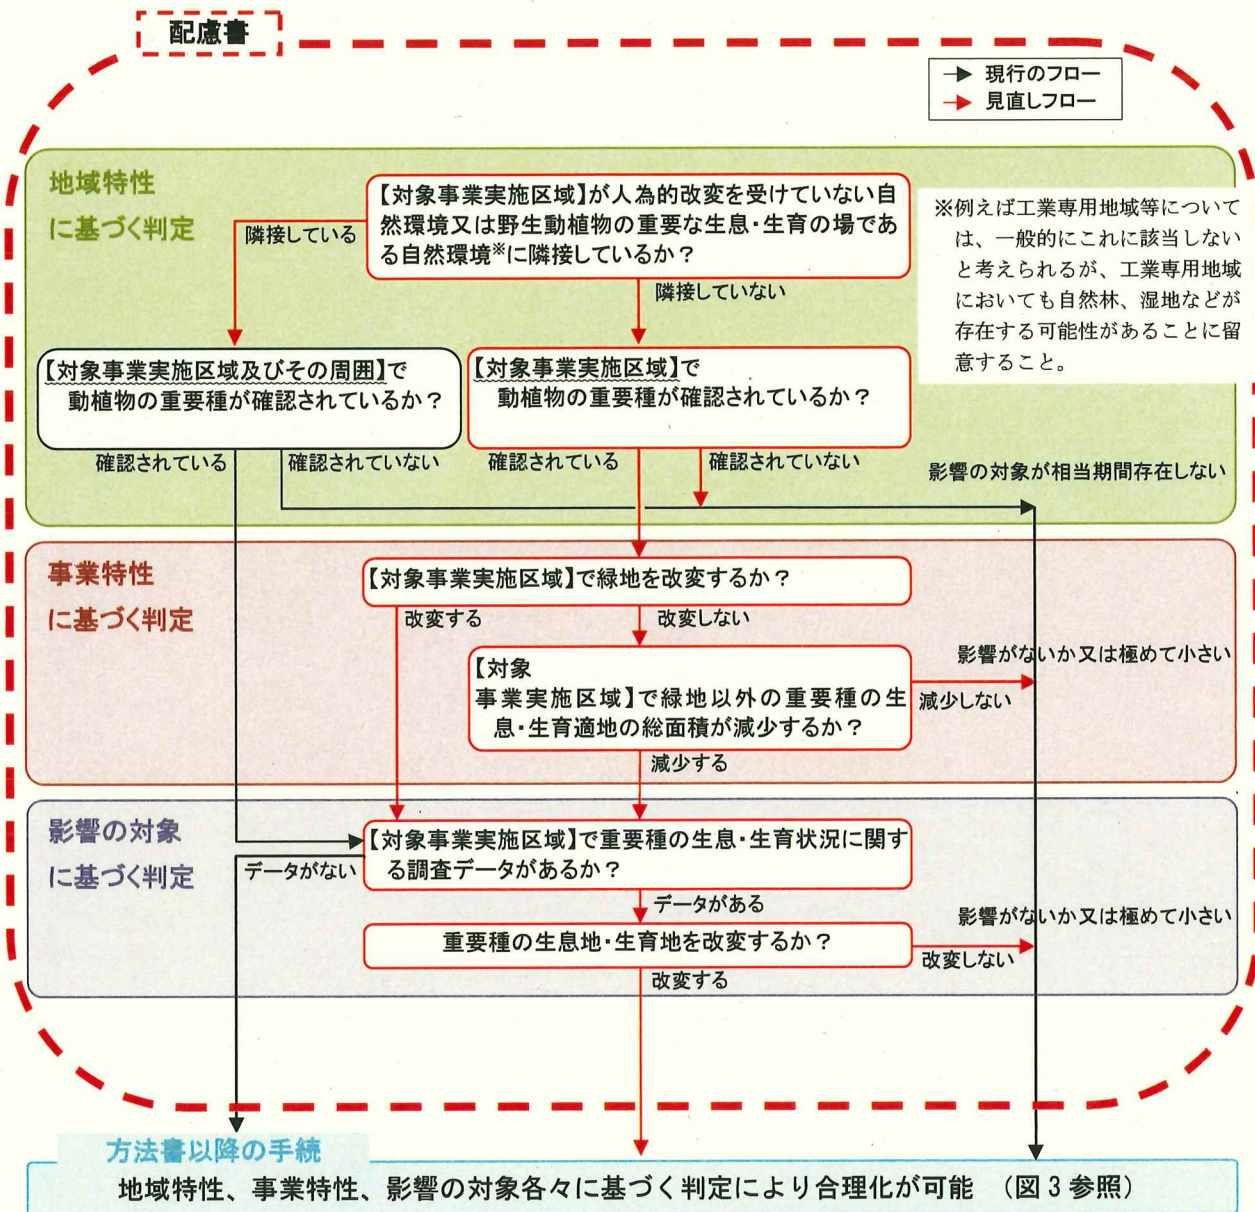 配慮書
現行のフロー
見直しフロー
地域特性
に基づく判定
【対象事業実施区域】が人為的改変を受けていない自
然環境又は野生動植物の重要な生息・生育の場であ
る自然環境※に隣接しているか？
※例えば工業専用地域等について
は、一般的にこれに該当しない
と考えられるが、工業専用地域
においても自然林、湿地などが
存在する可能性があることに留
意すること。
隣接している
隣接していない
【対象事業実施区域及びその周囲】で
動植物の重要種が確認されているか？
【対象事業実施区域】で
動植物の重要種が確認されているか？
確認されている
確認されていない
確認されている
確認されていない
影響の対象が相当期間存在しない
事業特性
に基づく判定
【対象事業実施区域】で緑地を改変するか？
改変する
改変しない
【対象
事業実施区域】で緑地以外の重要種の生
息・生育適地の総面積が減少するか？
影響がないか又は極めて小さい
減少しない
減少する
影響の対象
に基づく判定
【対象事業実施区域】で重要種の生息・生育状況に関す
る調査データがあるか？
データがない
データがある
影響がないか又は極めて小さい
重要種の生息地・生育地を改変するか？
改変しない
改変する
方法書以降の手続
地域特性、事業特性、影響の対象各々に基づく判定により合理化が可能 （図3参照）